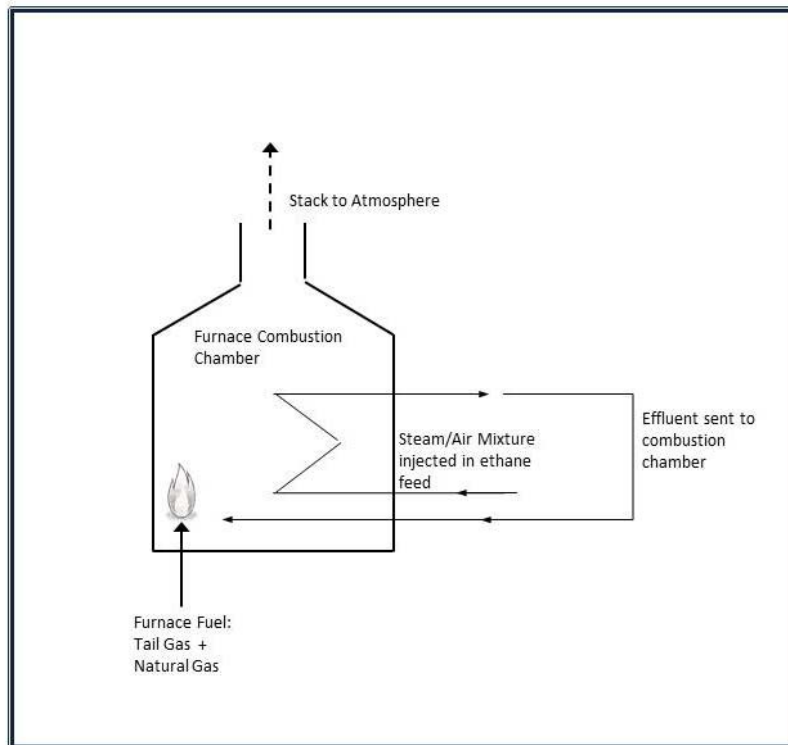 Stack to Atmosphere
Furnace Combustion
Chamber
Steam/Air Mixture
injected in ethane
feed
Effluent sent to
combustion
chamber
Furnace Fuel:
Tail Gas +
Natural Gas